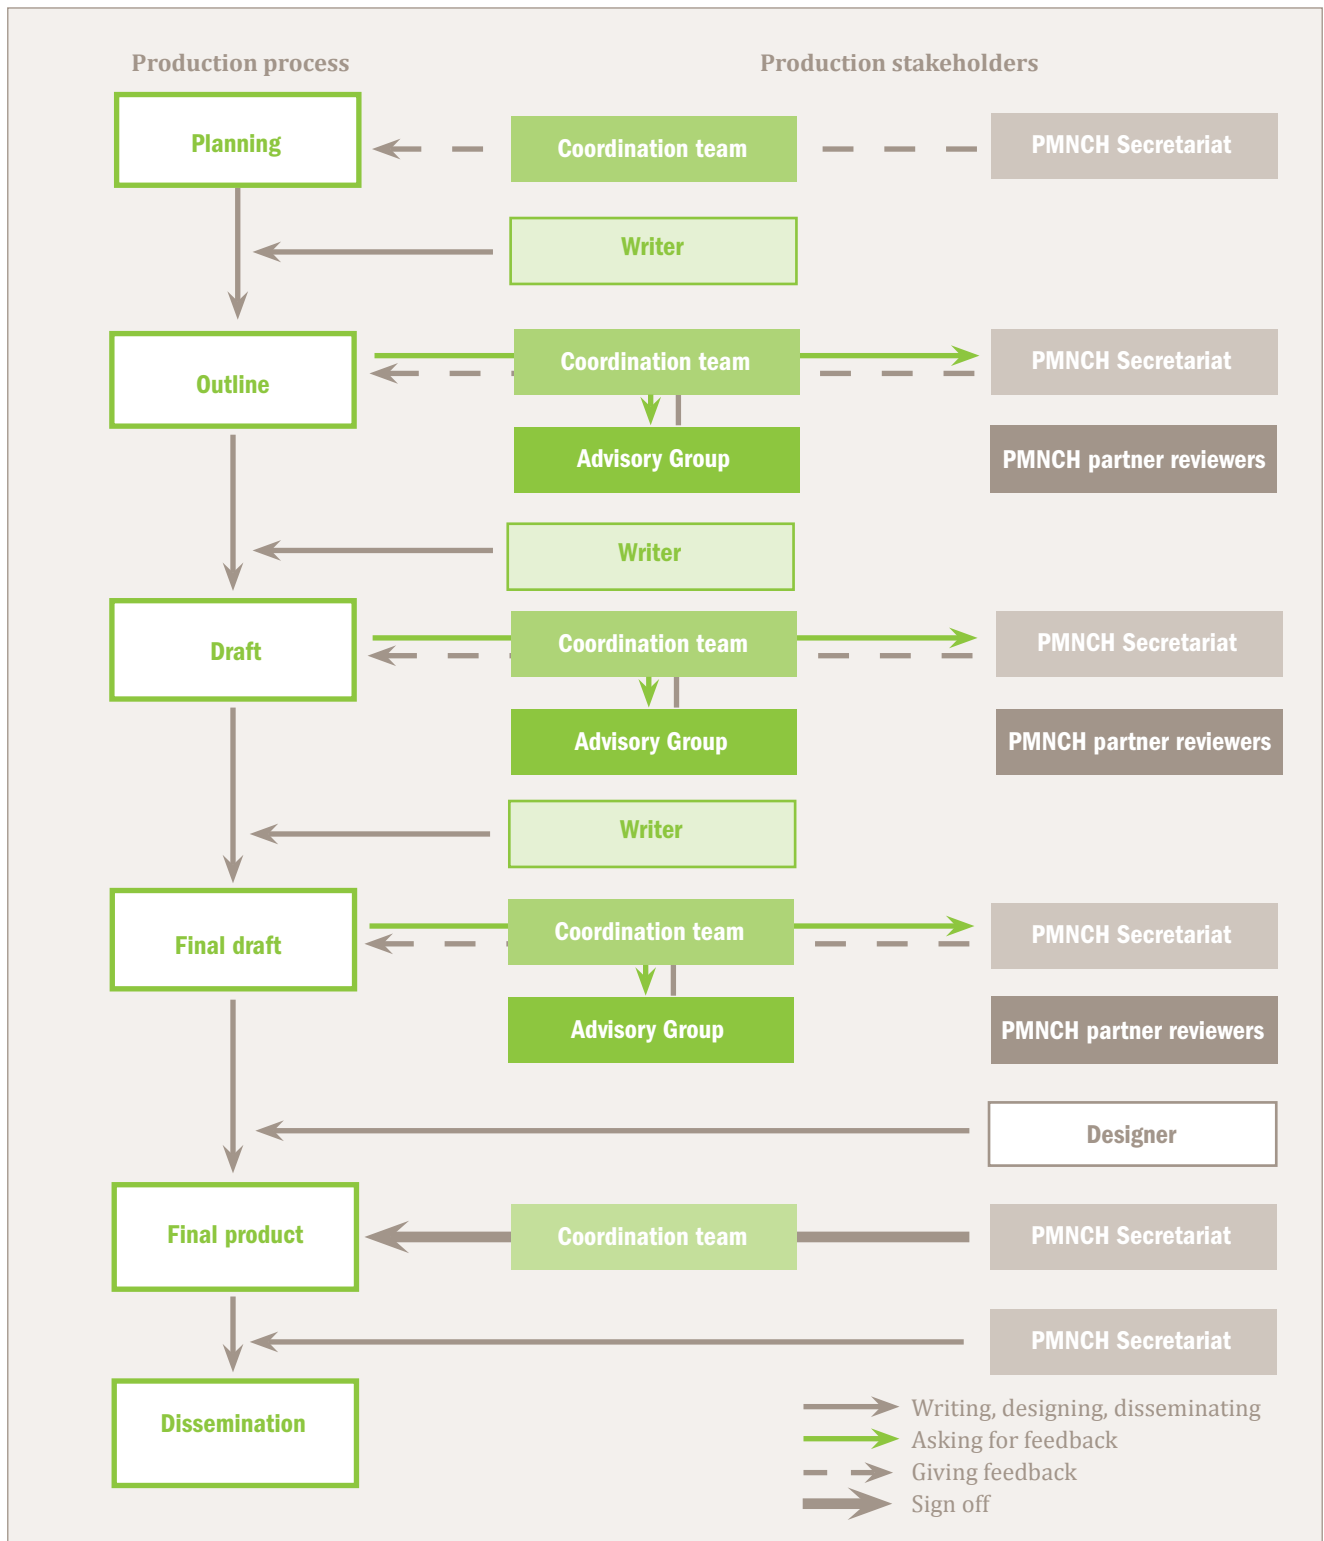 Production process
Production stakeholders
Planning
Coordination team
PMNCH Secretariat
Writer
Outline
Coordination team
PMNCH Secretariat
Advisory Group
PMNCH partner reviewers
Writer
Draft
Coordination team
PMNCH Secretariat
Advisory Group
PMNCH partner reviewers
Writer
Final draft
Coordination team
PMNCH Secretariat
Advisory Group
PMNCH partner reviewers
Designer
Final product
Coordination team
PMNCH Secretariat
PMNCH Secretariat
Dissemination
Writing, designing, disseminating
Asking for feedback
Giving feedback
Sign off